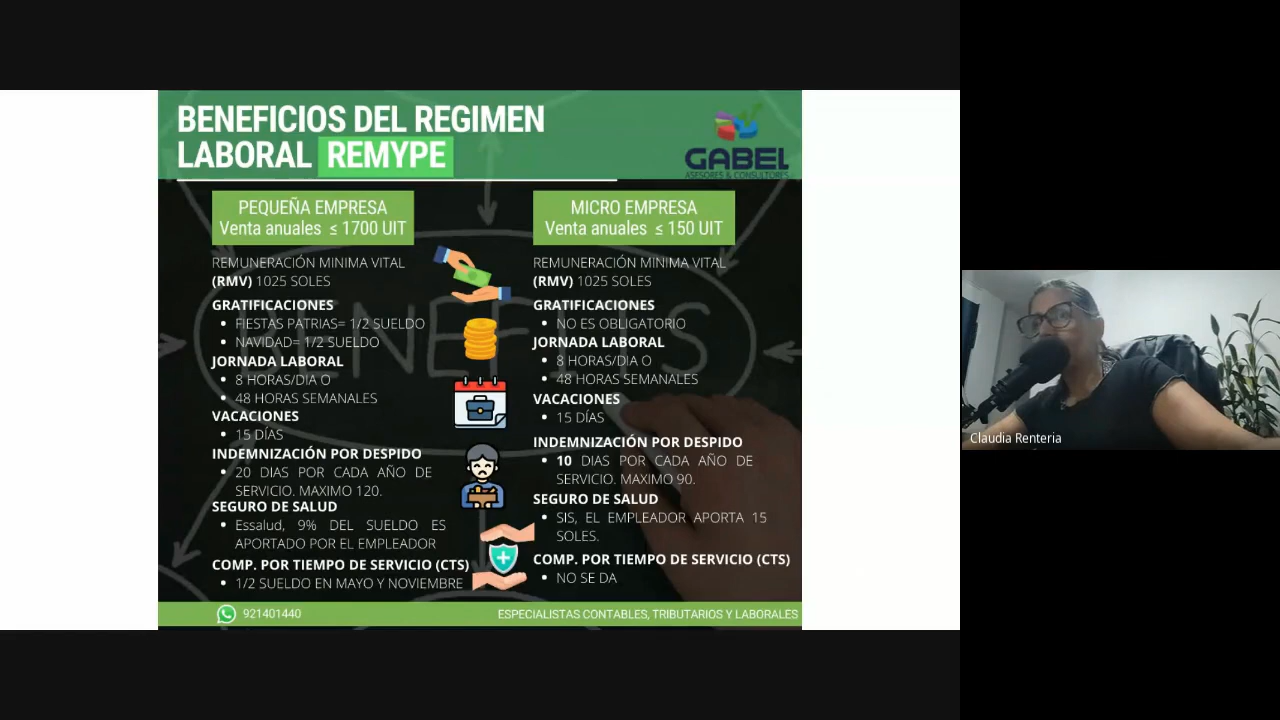 BENEFICIOS DEL REGIMEN
LABORAL REMYPE
GABEL
ASESORES & CONSULTORES
PEQUEÑA EMPRESA
Venta anuales ≤ 1700 UIT
REMUNERACIÓN MINIMA VITAL
(RMV) 1025 SOLES
GRATIFICACIONES
• FIESTAS PATRIAS= 1/2 SUELDO
• NAVIDAD= 1/2 SUELDO
JORNADA LABORAL
• 8 HORAS/DIA O
• 48 HORAS SEMANALES
VACACIONES
• 15 DÍAS
INDEMNIZACIÓN POR DESPIDO
• 20 DIAS POR CADA AÑO DE
SERVICIO. MAXIMO 120.
SEGURO DE SALUD
• Essalud, 9% DEL SUELDO ES
APORTADO POR EL EMPLEADOR
COMP. POR TIEMPO DE SERVICIO (CTS)
• 1/2 SUELDO EN MAYO Y NOVIEMBRE
MICRO EMPRESA
Venta anuales ≤ 150 UIT
REMUNERACIÓN MINIMA VITAL
(RMV) 1025 SOLES
GRATIFICACIONES
• NO ES OBLIGATORIO
JORNADA LABORAL
• 8 HORAS/DIA O
• 48 HORAS SEMANALES
VACACIONES
• 15 DÍAS
INDEMNIZACIÓN POR DESPIDO
• 10 DIAS POR CADA AÑO DE
SERVICIO. MAXIMO 90.
SEGURO DE SALUD
• SIS, EL EMPLEADOR APORTA 15
SOLES.
COMP. POR TIEMPO DE SERVICIO (CTS)
• NO SE DA
BENEFITS
921401440
ESPECIALISTAS CONTABLES, TRIBUTARIOS Y LABORALES
Claudia Renteria